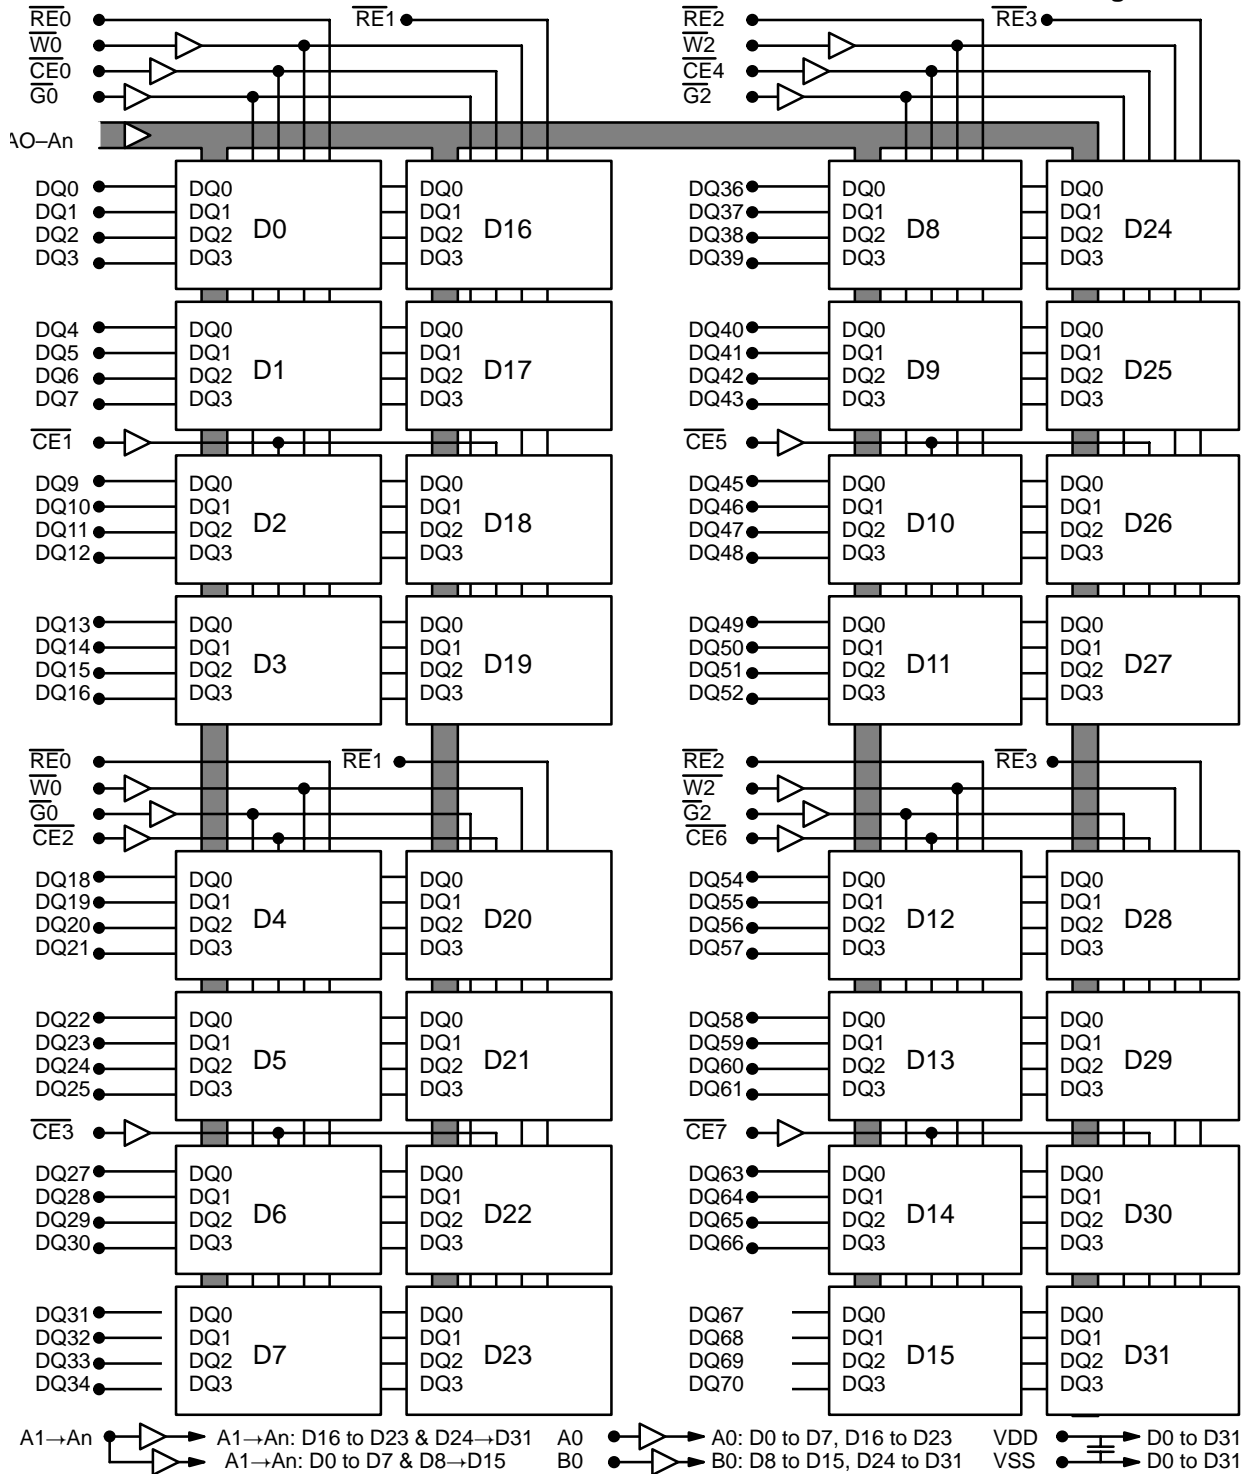 RE0 RE1 RE2 RE3
W0 W2
CE0 CE4
G0 G2
AO–An
DQ0 DQ0 DQ0 DQ36 DQ0 DQ0
DQ1 DQ1 DQ1 DQ37 DQ1 DQ1
DQ2 DQ2 D0 DQ2 D16 DQ38 DQ2 D8 DQ2 D24
DQ3 DQ3 DQ3 DQ39 DQ3 DQ3
DQ4 DQ0 DQ0 DQ40 DQ0 DQ0
DQ5 DQ1 DQ1 DQ41 DQ1 DQ1
DQ6 DQ2 D1 DQ2 D17 DQ42 DQ2 D9 DQ2 D25
DQ7 DQ3 DQ3 DQ43 DQ3 DQ3
CE1 CE5
DQ9 DQ0 DQ0 DQ45 DQ0 DQ0
DQ10 DQ1 DQ1 DQ46 DQ1 DQ1
DQ11 DQ2 D2 DQ2 D18 DQ47 DQ2 D10 DQ2 D26
DQ12 DQ3 DQ3 DQ48 DQ3 DQ3
DQ13 DQ0 DQ0 DQ49 DQ0 DQ0
DQ14 DQ1 DQ1 DQ50 DQ1 DQ1
DQ15 DQ2 D3 DQ2 D19 DQ51 DQ2 D11 DQ2 D27
DQ16 DQ3 DQ3 DQ52 DQ3 DQ3
RE0 RE1 RE2 RE3
W0 W2
G0 G2
CE2 CE6
DQ18 DQ0 DQ0 DQ54 DQ0 DQ0
DQ19 DQ1 DQ1 DQ55 DQ1 DQ1
DQ20 DQ2 D4 DQ2 D20 DQ56 DQ2 D12 DQ2 D28
DQ21 DQ3 DQ3 DQ57 DQ3 DQ3
DQ22 DQ0 DQ0 DQ58 DQ0 DQ0
DQ23 DQ1 DQ1 DQ59 DQ1 DQ1
DQ24 DQ2 D5 DQ2 D21 DQ60 DQ2 D13 DQ2 D29
DQ25 DQ3 DQ3 DQ61 DQ3 DQ3
CE3 CE7
DQ27 DQ0 DQ0 DQ63 DQ0 DQ0
DQ28 DQ1 DQ1 DQ64 DQ1 DQ1
DQ29 DQ2 D6 DQ2 D22 DQ65 DQ2 D14 DQ2 D30
DQ30 DQ3 DQ3 DQ66 DQ3 DQ3
DQ31 DQ0 DQ0 DQ67 DQ0 DQ0
DQ32 DQ1 DQ1 DQ68 DQ1 DQ1
DQ33 DQ2 D7 DQ2 D23 DQ69 DQ2 D15 DQ2 D31
DQ34 DQ3 DQ3 DQ70 DQ3 DQ3
A1→An A1→An: D16 to D23 & D24→D31 A0 A0: D0 to D7, D16 to D23 VDD D0 to D31
A1→An: D0 to D7 & D8→D15 B0 B0: D8 to D15, D24 to D31 VSS D0 to D31